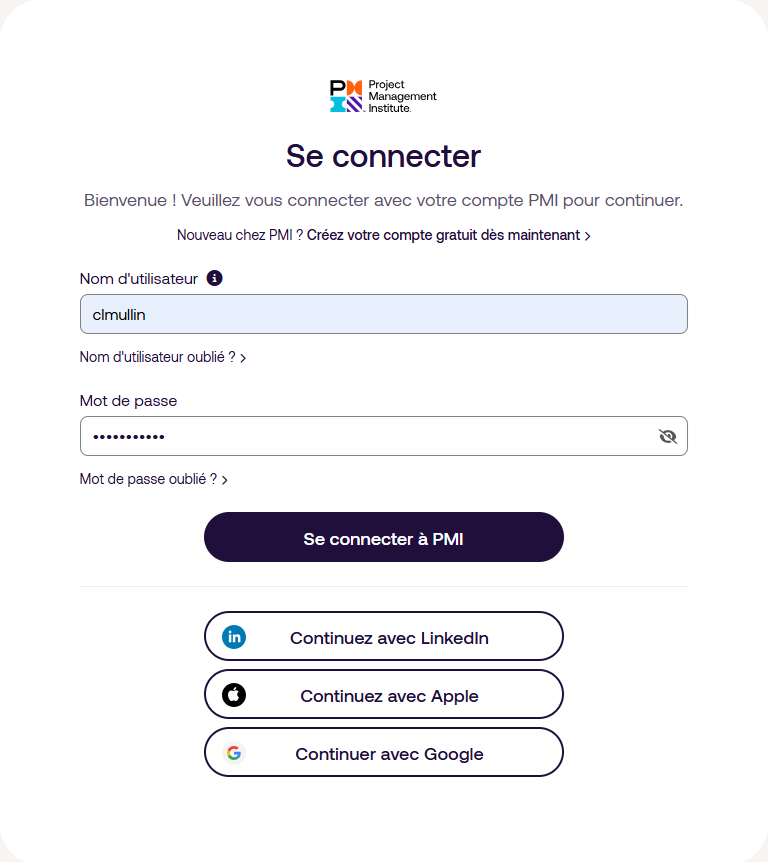 PM
Project
Management
Institute.
Se connecter
Bienvenue ! Veuillez vous connecter avec votre compte PMI pour continuer.
Nouveau chez PMI ? Créez votre compte gratuit dès maintenant
Nom d'utilisateur
clmullin
Nom d'utilisateur oublié ?
Mot de passe
•••••••••••
Mot de passe oublié ?
Se connecter à PMI
in Continuez avec LinkedIn
Continuez avec Apple
G Continuer avec Google